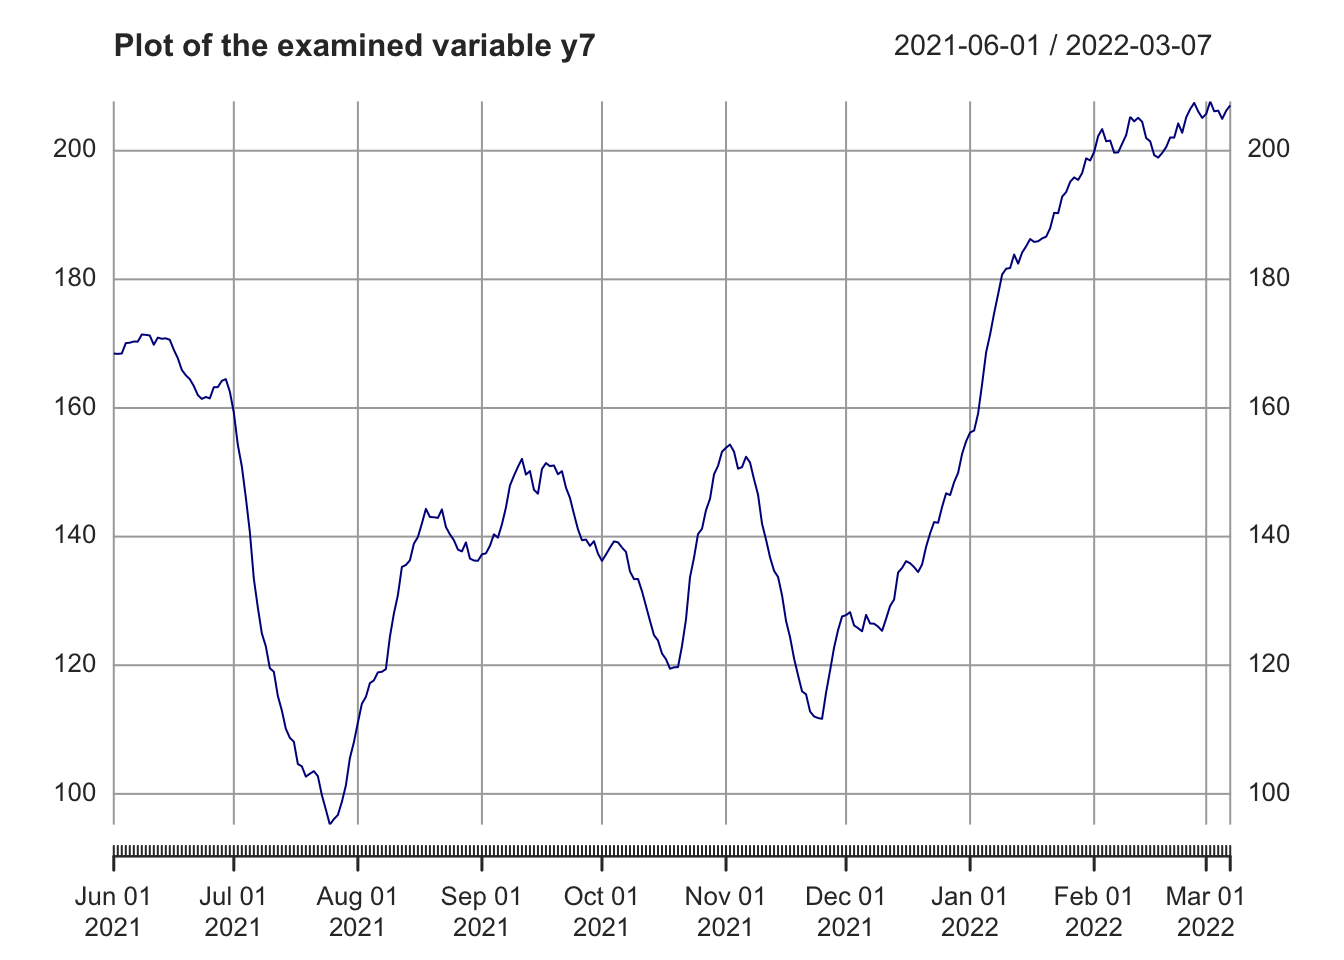 Plot of the examined variable y7 2021-06-01 / 2022-03-07
200 200
180 180
160 160
140 140
120 120
100 100
Jun 01 Jul 01 Aug 01 Sep 01 Oct 01 Nov 01 Dec 01 Jan 01 Feb 01 Mar 01
2021 2021 2021 2021 2021 2021 2021 2022 2022 2022